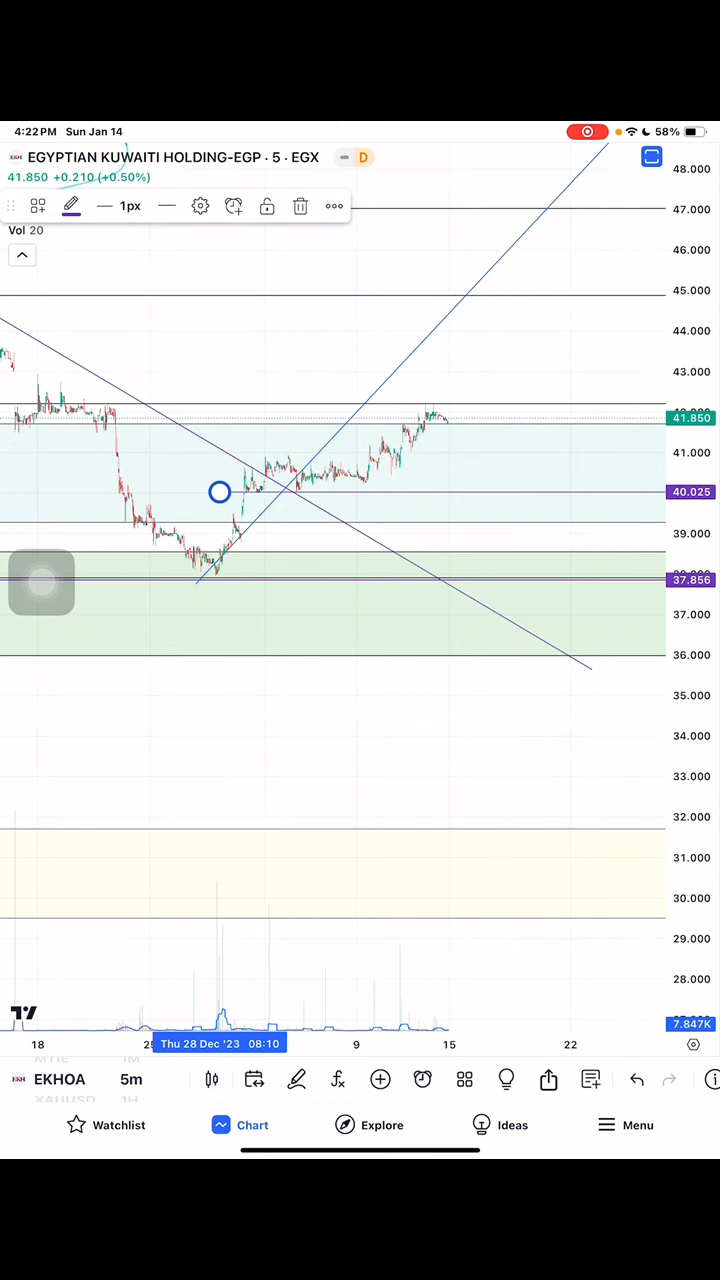 4:22 PM Sun Jan 14 58%
EKH EGYPTIAN KUWAITI HOLDING-EGP · 5 · EGX D
41.850 +0.210 (+0.50%)
1px
Vol 20
48.000
47.000
46.000
45.000
44.000
43.000
41.850
41.000
40.025
39.000
37.856
37.000
36.000
35.000
34.000
33.000
32.000
31.000
30.000
29.000
28.000
7.847K
18
Thu 28 Dec '23 08:10
9
15
22
MTIE 1M
EKH EKHOA 5m
XAUUSD 1H
Watchlist
Chart
Explore
Ideas
Menu